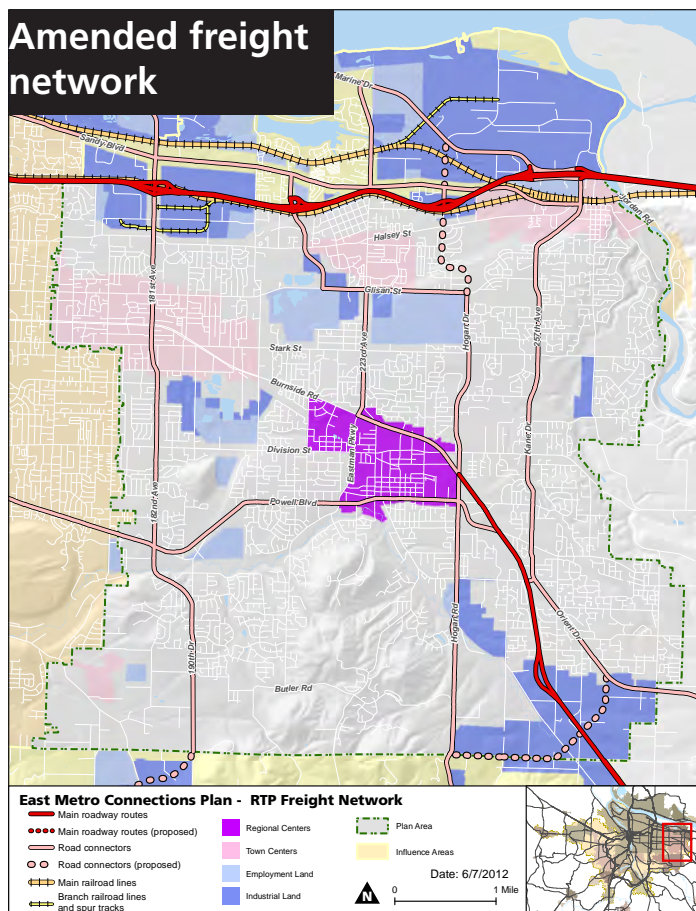 Amended freight
network
Marine Dr
Sandy Blvd
Jorden Rd
Halsey St
181st Ave
Glisan St
Hogan Dr
257th Ave
223rd Ave
Stark St
Burnside Rd
Kane Dr
Eastman Pkwy
Division St
182nd Ave
Powell Blvd
Hogan Rd
Orient Dr
190th Dr
Butler Rd
East Metro Connections Plan - RTP Freight Network
Main roadway routes
Main roadway routes (proposed)
Road connectors
Road connectors (proposed)
Main railroad lines
Branch railroad lines
and spur tracks
Regional Centers
Town Centers
Employment Land
Industrial Land
Plan Area
Influence Areas
Date: 6/7/2012
N
0 1 Mile